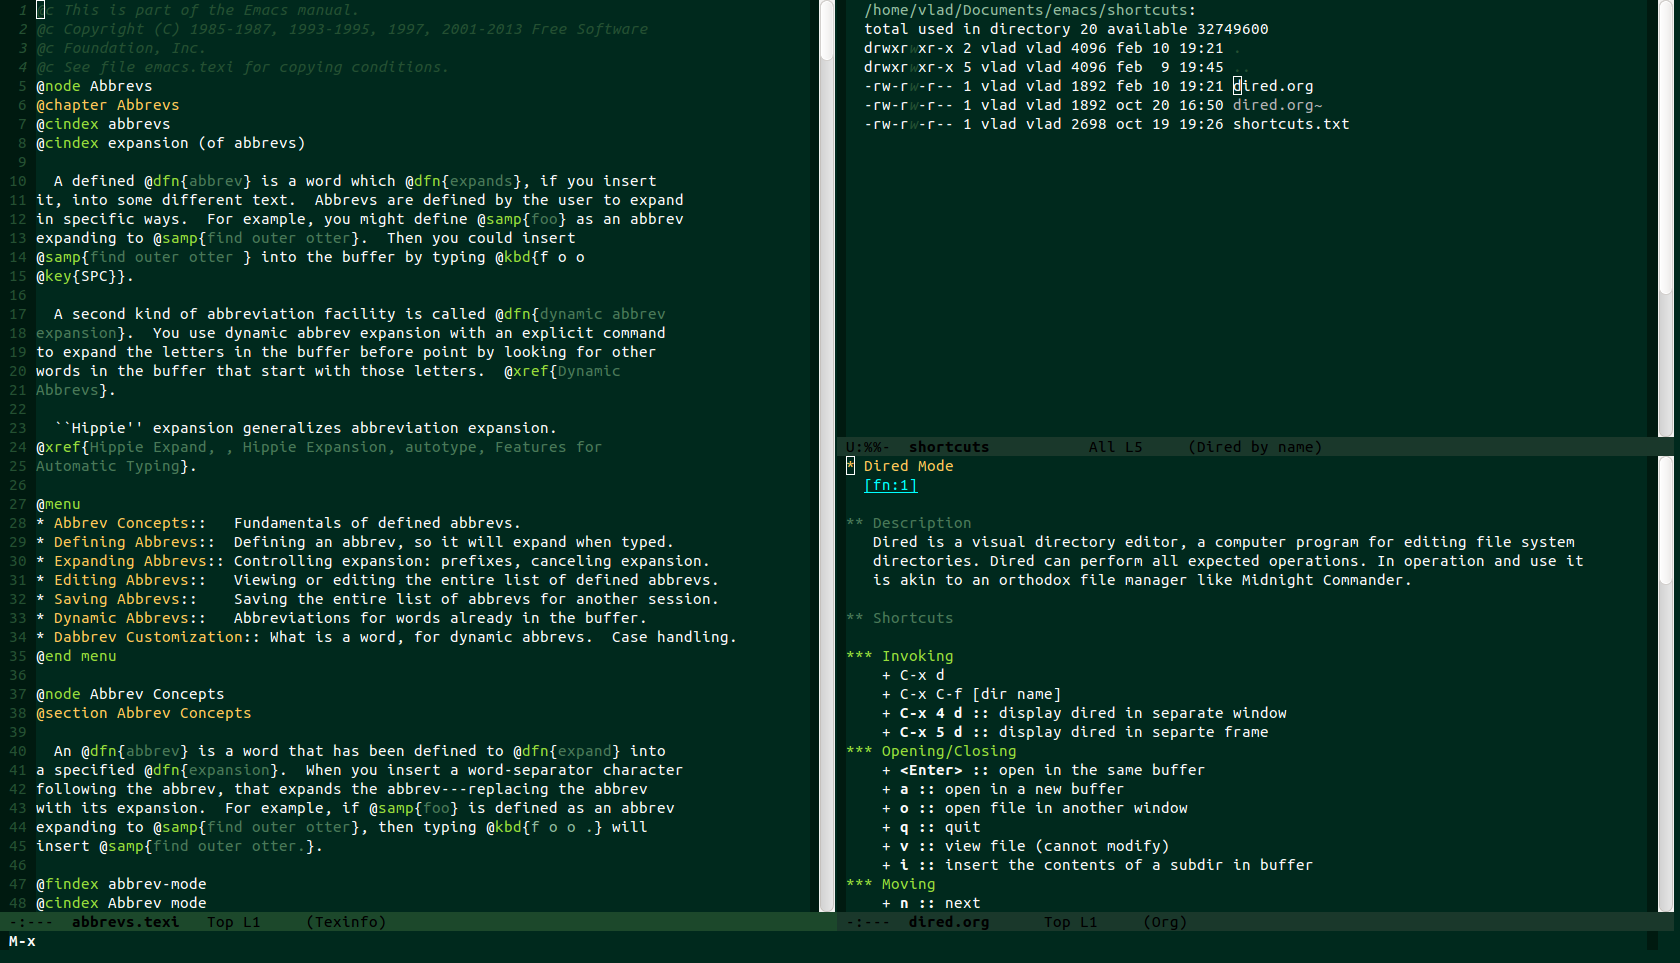 1 @c This is part of the Emacs manual.
2 @c Copyright (C) 1985-1987, 1993-1995, 1997, 2001-2013 Free Software
3 @c Foundation, Inc.
4 @c See file emacs.texi for copying conditions.
5 @node Abbrevs
6 @chapter Abbrevs
7 @cindex abbrevs
8 @cindex expansion (of abbrevs)
9
10   A defined @dfn{abbrev} is a word which @dfn{expands}, if you insert
11 it, into some different text.  Abbrevs are defined by the user to expand
12 in specific ways.  For example, you might define @samp{foo} as an abbrev
13 expanding to @samp{find outer otter}.  Then you could insert
14 @samp{find outer otter } into the buffer by typing @kbd{f o o
15 @key{SPC}}.
16
17   A second kind of abbreviation facility is called @dfn{dynamic abbrev
18 expansion}.  You use dynamic abbrev expansion with an explicit command
19 to expand the letters in the buffer before point by looking for other
20 words in the buffer that start with those letters.  @xref{Dynamic
21 Abbrevs}.
22
23   ``Hippie'' expansion generalizes abbreviation expansion.
24 @xref{Hippie Expand, , Hippie Expansion, autotype, Features for
25 Automatic Typing}.
26
27 @menu
28 * Abbrev Concepts::   Fundamentals of defined abbrevs.
29 * Defining Abbrevs::  Defining an abbrev, so it will expand when typed.
30 * Expanding Abbrevs:: Controlling expansion: prefixes, canceling expansion.
31 * Editing Abbrevs::   Viewing or editing the entire list of defined abbrevs.
32 * Saving Abbrevs::    Saving the entire list of abbrevs for another session.
33 * Dynamic Abbrevs::   Abbreviations for words already in the buffer.
34 * Dabbrev Customization:: What is a word, for dynamic abbrevs.  Case handling.
35 @end menu
36
37 @node Abbrev Concepts
38 @section Abbrev Concepts
39
40   An @dfn{abbrev} is a word that has been defined to @dfn{expand} into
41 a specified @dfn{expansion}.  When you insert a word-separator character
42 following the abbrev, that expands the abbrev---replacing the abbrev
43 with its expansion.  For example, if @samp{foo} is defined as an abbrev
44 expanding to @samp{find outer otter}, then typing @kbd{f o o .} will
45 insert @samp{find outer otter.}.
46
47 @findex abbrev-mode
48 @cindex Abbrev mode
-:---  abbrevs.texi   Top L1     (Texinfo)
/home/vlad/Documents/emacs/shortcuts:
total used in directory 20 available 32749600
drwxrwxr-x 2 vlad vlad 4096 feb 10 19:21 .
drwxrwxr-x 5 vlad vlad 4096 feb  9 19:45 ..
-rw-rw-r-- 1 vlad vlad 1892 feb 10 19:21 dired.org
-rw-rw-r-- 1 vlad vlad 1892 oct 20 16:50 dired.org~
-rw-rw-r-- 1 vlad vlad 2698 oct 19 19:26 shortcuts.txt
U:%%-  shortcuts           All L5     (Dired by name)
* Dired Mode
[fn:1]
** Description
Dired is a visual directory editor, a computer program for editing file system
directories. Dired can perform all expected operations. In operation and use it
is akin to an orthodox file manager like Midnight Commander.
** Shortcuts
*** Invoking
+ C-x d
+ C-x C-f [dir name]
+ C-x 4 d :: display dired in separate window
+ C-x 5 d :: display dired in separte frame
*** Opening/Closing
+ <Enter> :: open in the same buffer
+ a :: open in a new buffer
+ o :: open file in another window
+ q :: quit
+ v :: view file (cannot modify)
+ i :: insert the contents of a subdir in buffer
*** Moving
+ n :: next
-:---  dired.org      Top L1     (Org)
M-x